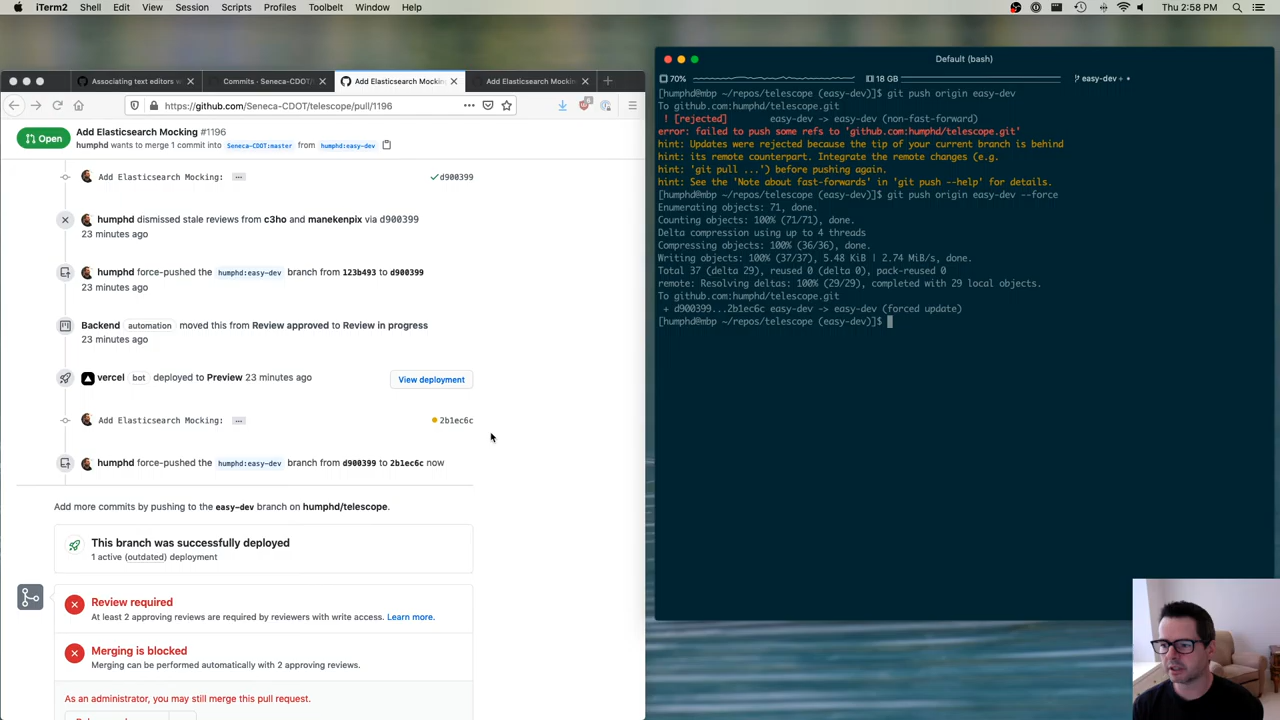 iTerm2 Shell Edit View Session Scripts Profiles Toolbelt Window Help
Thu 2:58 PM
Associating text editors w
Commits · Seneca-CDOT/t
Add Elasticsearch Mocking
Add Elasticsearch Mockin
https://github.com/Seneca-CDOT/telescope/pull/1196
Open
Add Elasticsearch Mocking #1196
humphd wants to merge 1 commit into Seneca-CDOT:master from humphd:easy-dev
Add Elasticsearch Mocking: ...
d900399
humphd dismissed stale reviews from c3ho and manekenpix via d900399
23 minutes ago
humphd force-pushed the humphd:easy-dev branch from 123b493 to d900399
23 minutes ago
Backend automation moved this from Review approved to Review in progress
23 minutes ago
vercel bot deployed to Preview 23 minutes ago
View deployment
Add Elasticsearch Mocking: ...
2b1ec6c
humphd force-pushed the humphd:easy-dev branch from d900399 to 2b1ec6c now
Add more commits by pushing to the easy-dev branch on humphd/telescope.
This branch was successfully deployed
1 active (outdated) deployment
Review required
At least 2 approving reviews are required by reviewers with write access. Learn more.
Merging is blocked
Merging can be performed automatically with 2 approving reviews.
As an administrator, you may still merge this pull request.
Default (bash)
70%
18 GB
easy-dev + •
[humphd@mbp ~/repos/telescope (easy-dev)]$ git push origin easy-dev
To github.com:humphd/telescope.git
! [rejected] easy-dev -> easy-dev (non-fast-forward)
error: failed to push some refs to 'github.com:humphd/telescope.git'
hint: Updates were rejected because the tip of your current branch is behind
hint: its remote counterpart. Integrate the remote changes (e.g.
hint: 'git pull ...') before pushing again.
hint: See the 'Note about fast-forwards' in 'git push --help' for details.
[humphd@mbp ~/repos/telescope (easy-dev)]$ git push origin easy-dev --force
Enumerating objects: 71, done.
Counting objects: 100% (71/71), done.
Delta compression using up to 4 threads
Compressing objects: 100% (36/36), done.
Writing objects: 100% (37/37), 5.48 KiB | 2.74 MiB/s, done.
Total 37 (delta 29), reused 0 (delta 0), pack-reused 0
remote: Resolving deltas: 100% (29/29), completed with 29 local objects.
To github.com:humphd/telescope.git
+ d900399...2b1ec6c easy-dev -> easy-dev (forced update)
[humphd@mbp ~/repos/telescope (easy-dev)]$